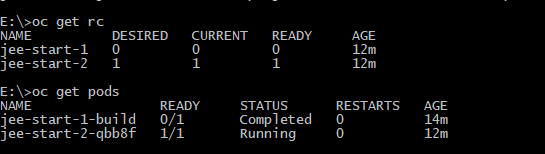 E:\>oc get rc
NAME DESIRED CURRENT READY AGE
jee-start-1 0 0 0 12m
jee-start-2 1 1 1 12m
E:\>oc get pods
NAME READY STATUS RESTARTS AGE
jee-start-1-build 0/1 Completed 0 14m
jee-start-2-qbb8f 1/1 Running 0 12m